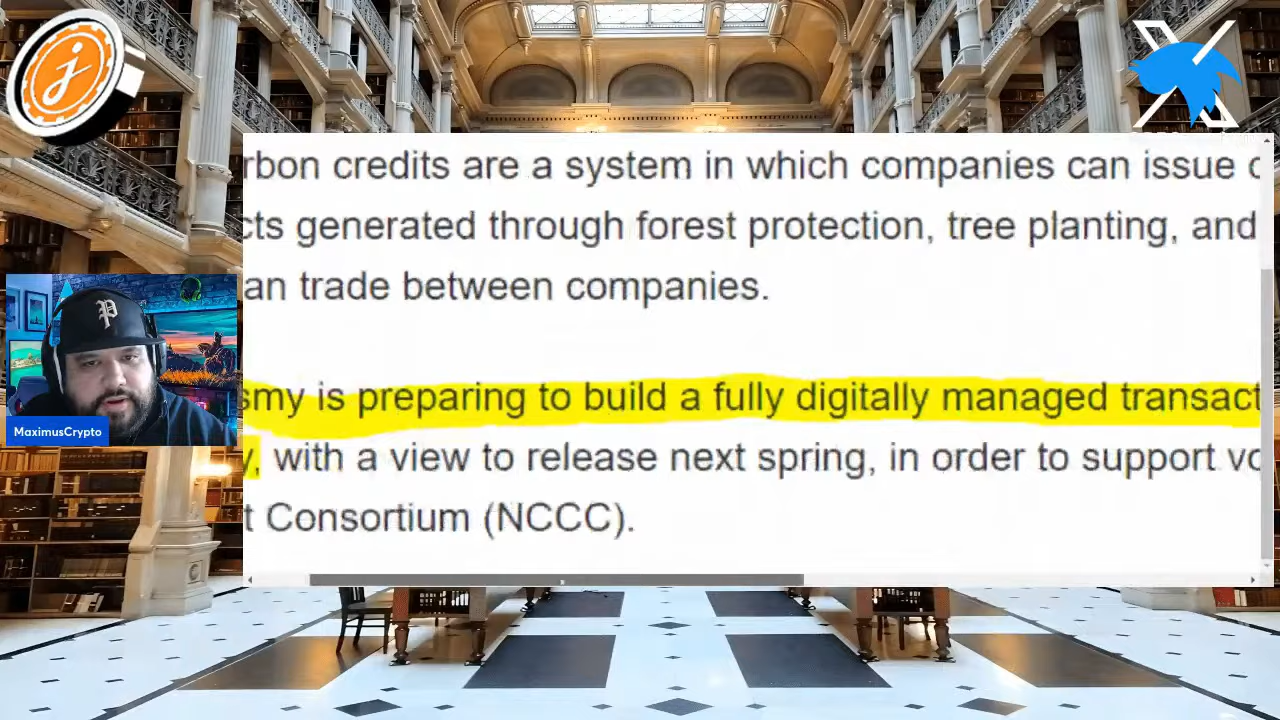 rbon credits are a system in which companies can issue c
cts generated through forest protection, tree planting, and
an trade between companies.
smy is preparing to build a fully digitally managed transact
y, with a view to release next spring, in order to support vo
t Consortium (NCCC).
P
MaximusCrypto
j
X